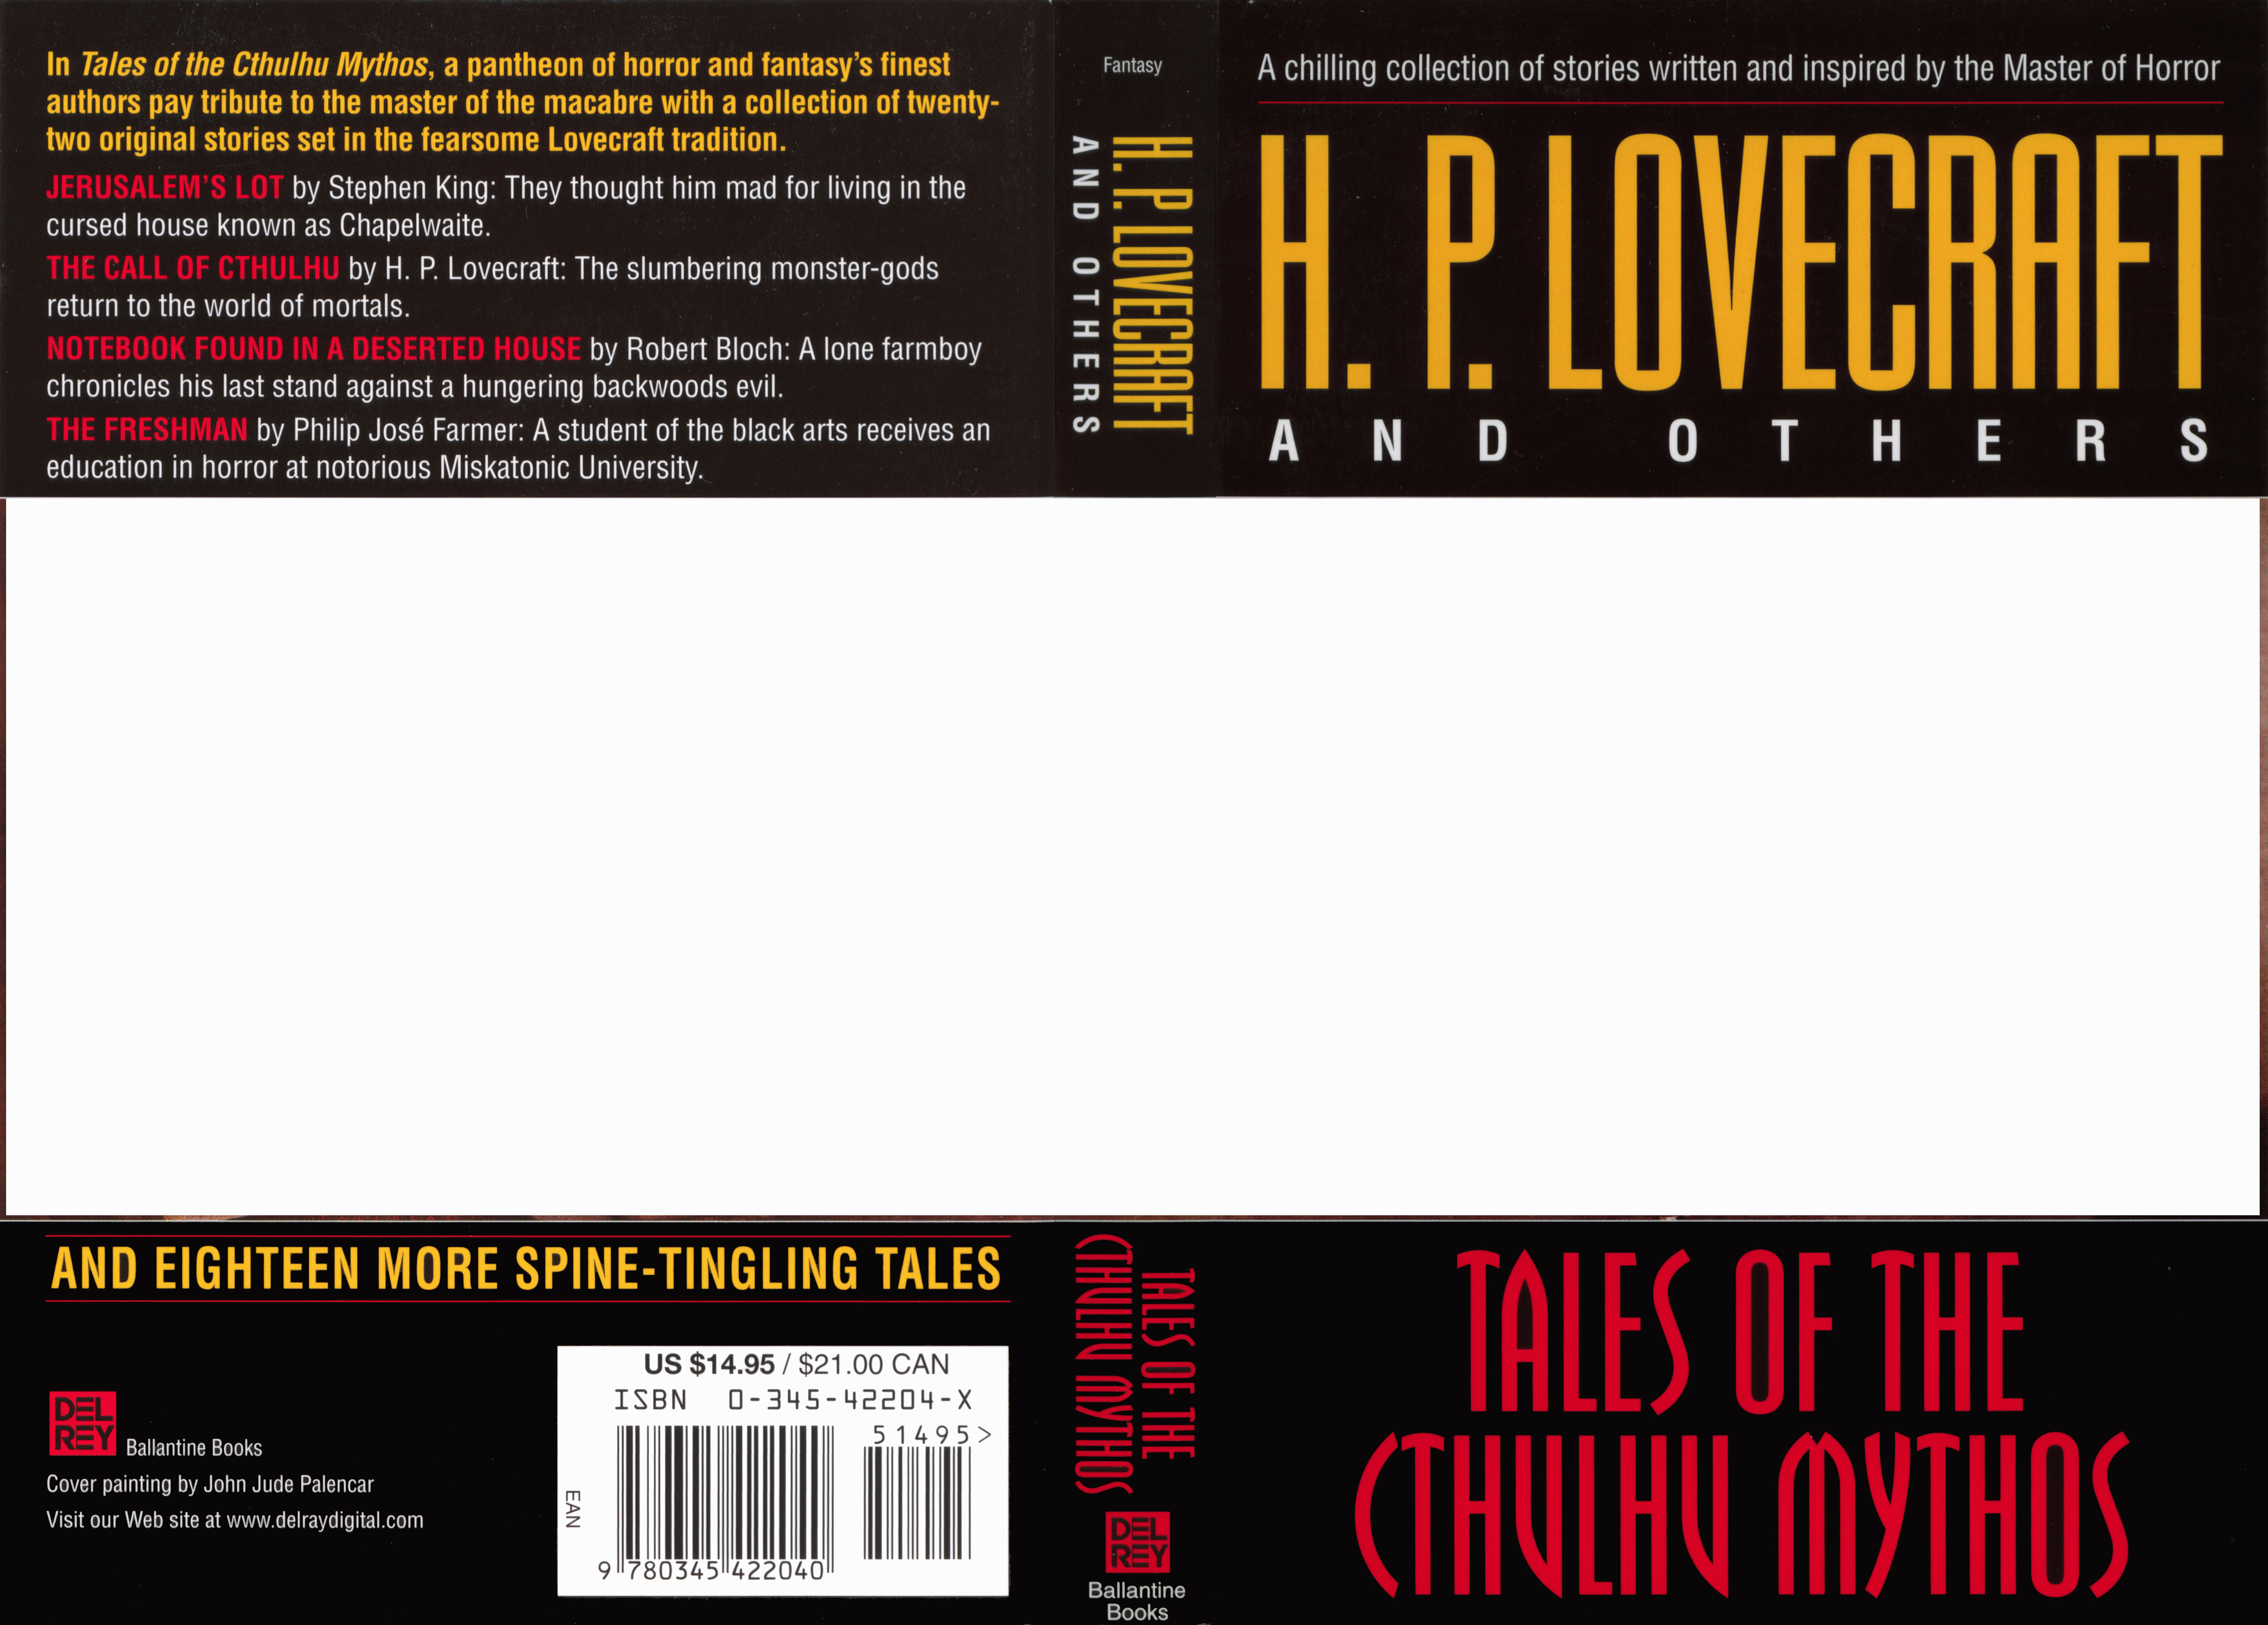 In Tales of the Cthulhu Mythos, a pantheon of horror and fantasy's finest
authors pay tribute to the master of the macabre with a collection of twenty-
two original stories set in the fearsome Lovecraft tradition.
JERUSALEM'S LOT by Stephen King: They thought him mad for living in the
cursed house known as Chapelwaite.
THE CALL OF CTHULHU by H. P. Lovecraft: The slumbering monster-gods
return to the world of mortals.
NOTEBOOK FOUND IN A DESERTED HOUSE by Robert Bloch: A lone farmboy
chronicles his last stand against a hungering backwoods evil.
THE FRESHMAN by Philip José Farmer: A student of the black arts receives an
education in horror at notorious Miskatonic University.
AND EIGHTEEN MORE SPINE-TINGLING TALES
DEL
REY
Ballantine Books
Cover painting by John Jude Palencar
Visit our Web site at www.delraydigital.com
US $14.95 / $21.00 CAN
ISBN 0-345-42204-X
51495>
EAN
9 780345 422040
Fantasy
H. P. LOVECRAFT
AND OTHERS
TALES OF THE
CTHULHU MYTHOS
DEL
REY
Ballantine
Books
A chilling collection of stories written and inspired by the Master of Horror
H. P. LOVECRAFT
AND OTHERS
TALES OF THE
CTHULHU MYTHOS